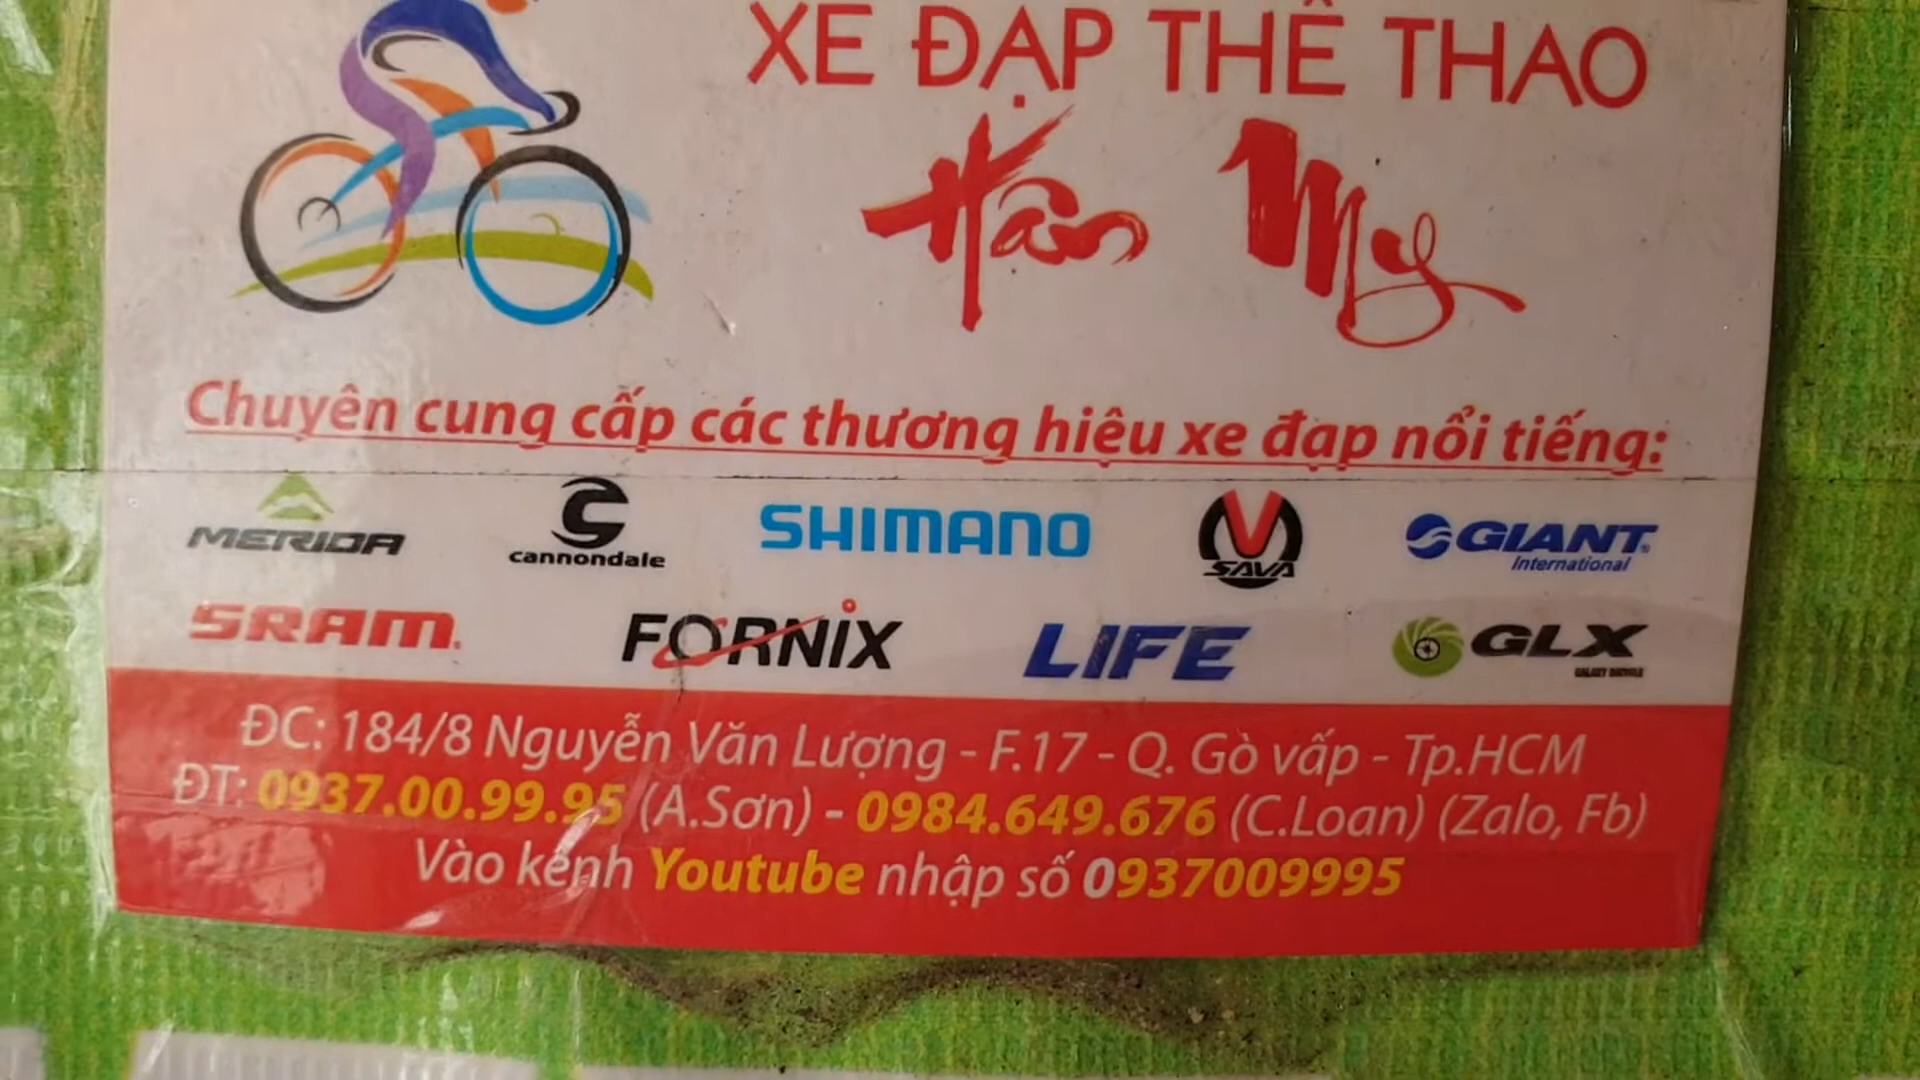 XE ĐẠP THỂ THAO
Hân My
Chuyên cung cấp các thương hiệu xe đạp nổi tiếng:
MERIDA cannondale SHIMANO SAVA GIANT International
SRAM FORNIX LIFE GLX GALAXY BICYCLE
ĐC: 184/8 Nguyễn Văn Lượng - F.17 - Q. Gò vấp - Tp.HCM
ĐT: 0937.00.99.95 (A.Sơn) - 0984.649.676 (C.Loan) (Zalo, Fb)
Vào kênh Youtube nhập số 0937009995